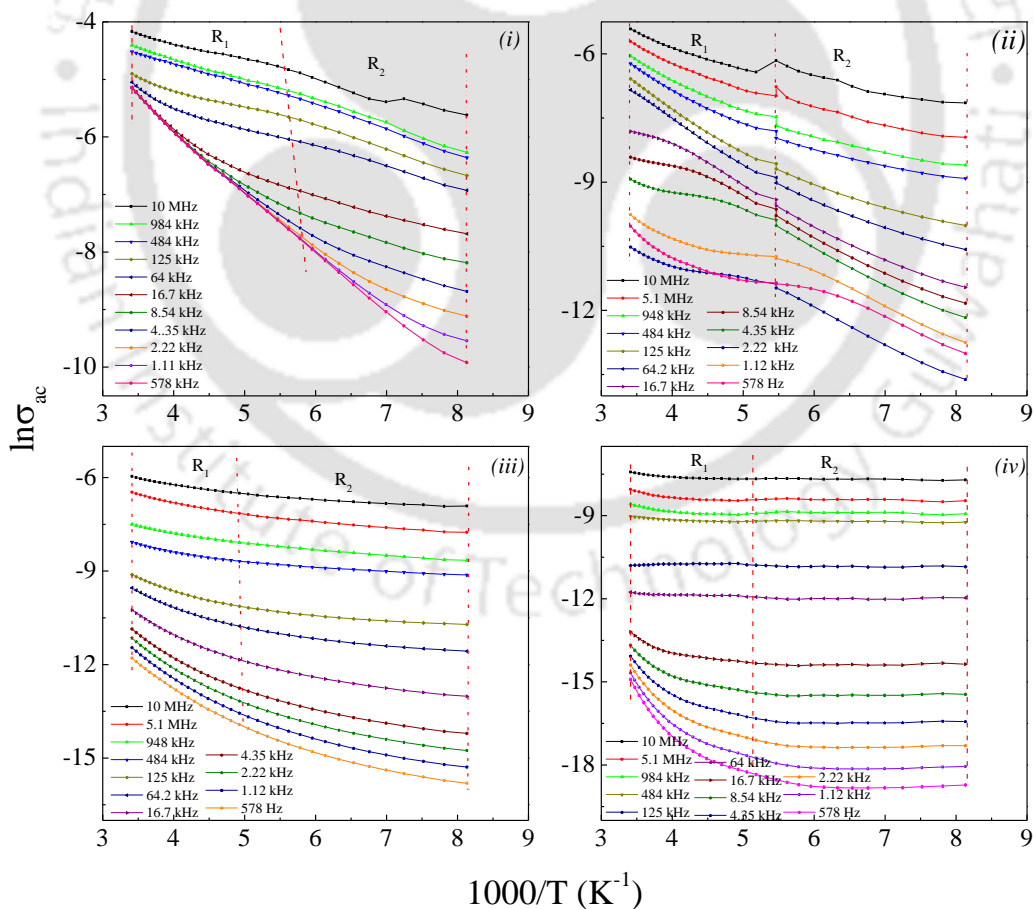 (i)
R1
R2
-4
-6
-8
-10
10 MHz
984 kHz
484 kHz
125 kHz
64 kHz
16.7 kHz
8.54 kHz
4..35 kHz
2.22 kHz
1.11 kHz
578 kHz
3 4 5 6 7 8 9
(ii)
R1
R2
-6
-9
-12
10 MHz
5.1 MHz
948 kHz
484 kHz
125 kHz
64.2 kHz
16.7 kHz
8.54 kHz
4.35 kHz
2.22 kHz
1.12 kHz
578 Hz
3 4 5 6 7 8 9
lnσac
(iii)
R1
R2
-6
-9
-12
-15
10 MHz
5.1 MHz
948 kHz
484 kHz
125 kHz
64.2 kHz
16.7 kHz
4.35 kHz
2.22 kHz
1.12 kHz
578 Hz
3 4 5 6 7 8 9
(iv)
R1
R2
-9
-12
-15
-18
10 MHz
5.1 MHz
984 kHz
484 kHz
125 kHz
64 kHz
16.7 kHz
8.54 kHz
4.35 kHz
2.22 kHz
1.12 kHz
578 Hz
3 4 5 6 7 8 9
1000/T (K-1)
Indian Institute of Technology Guwahati